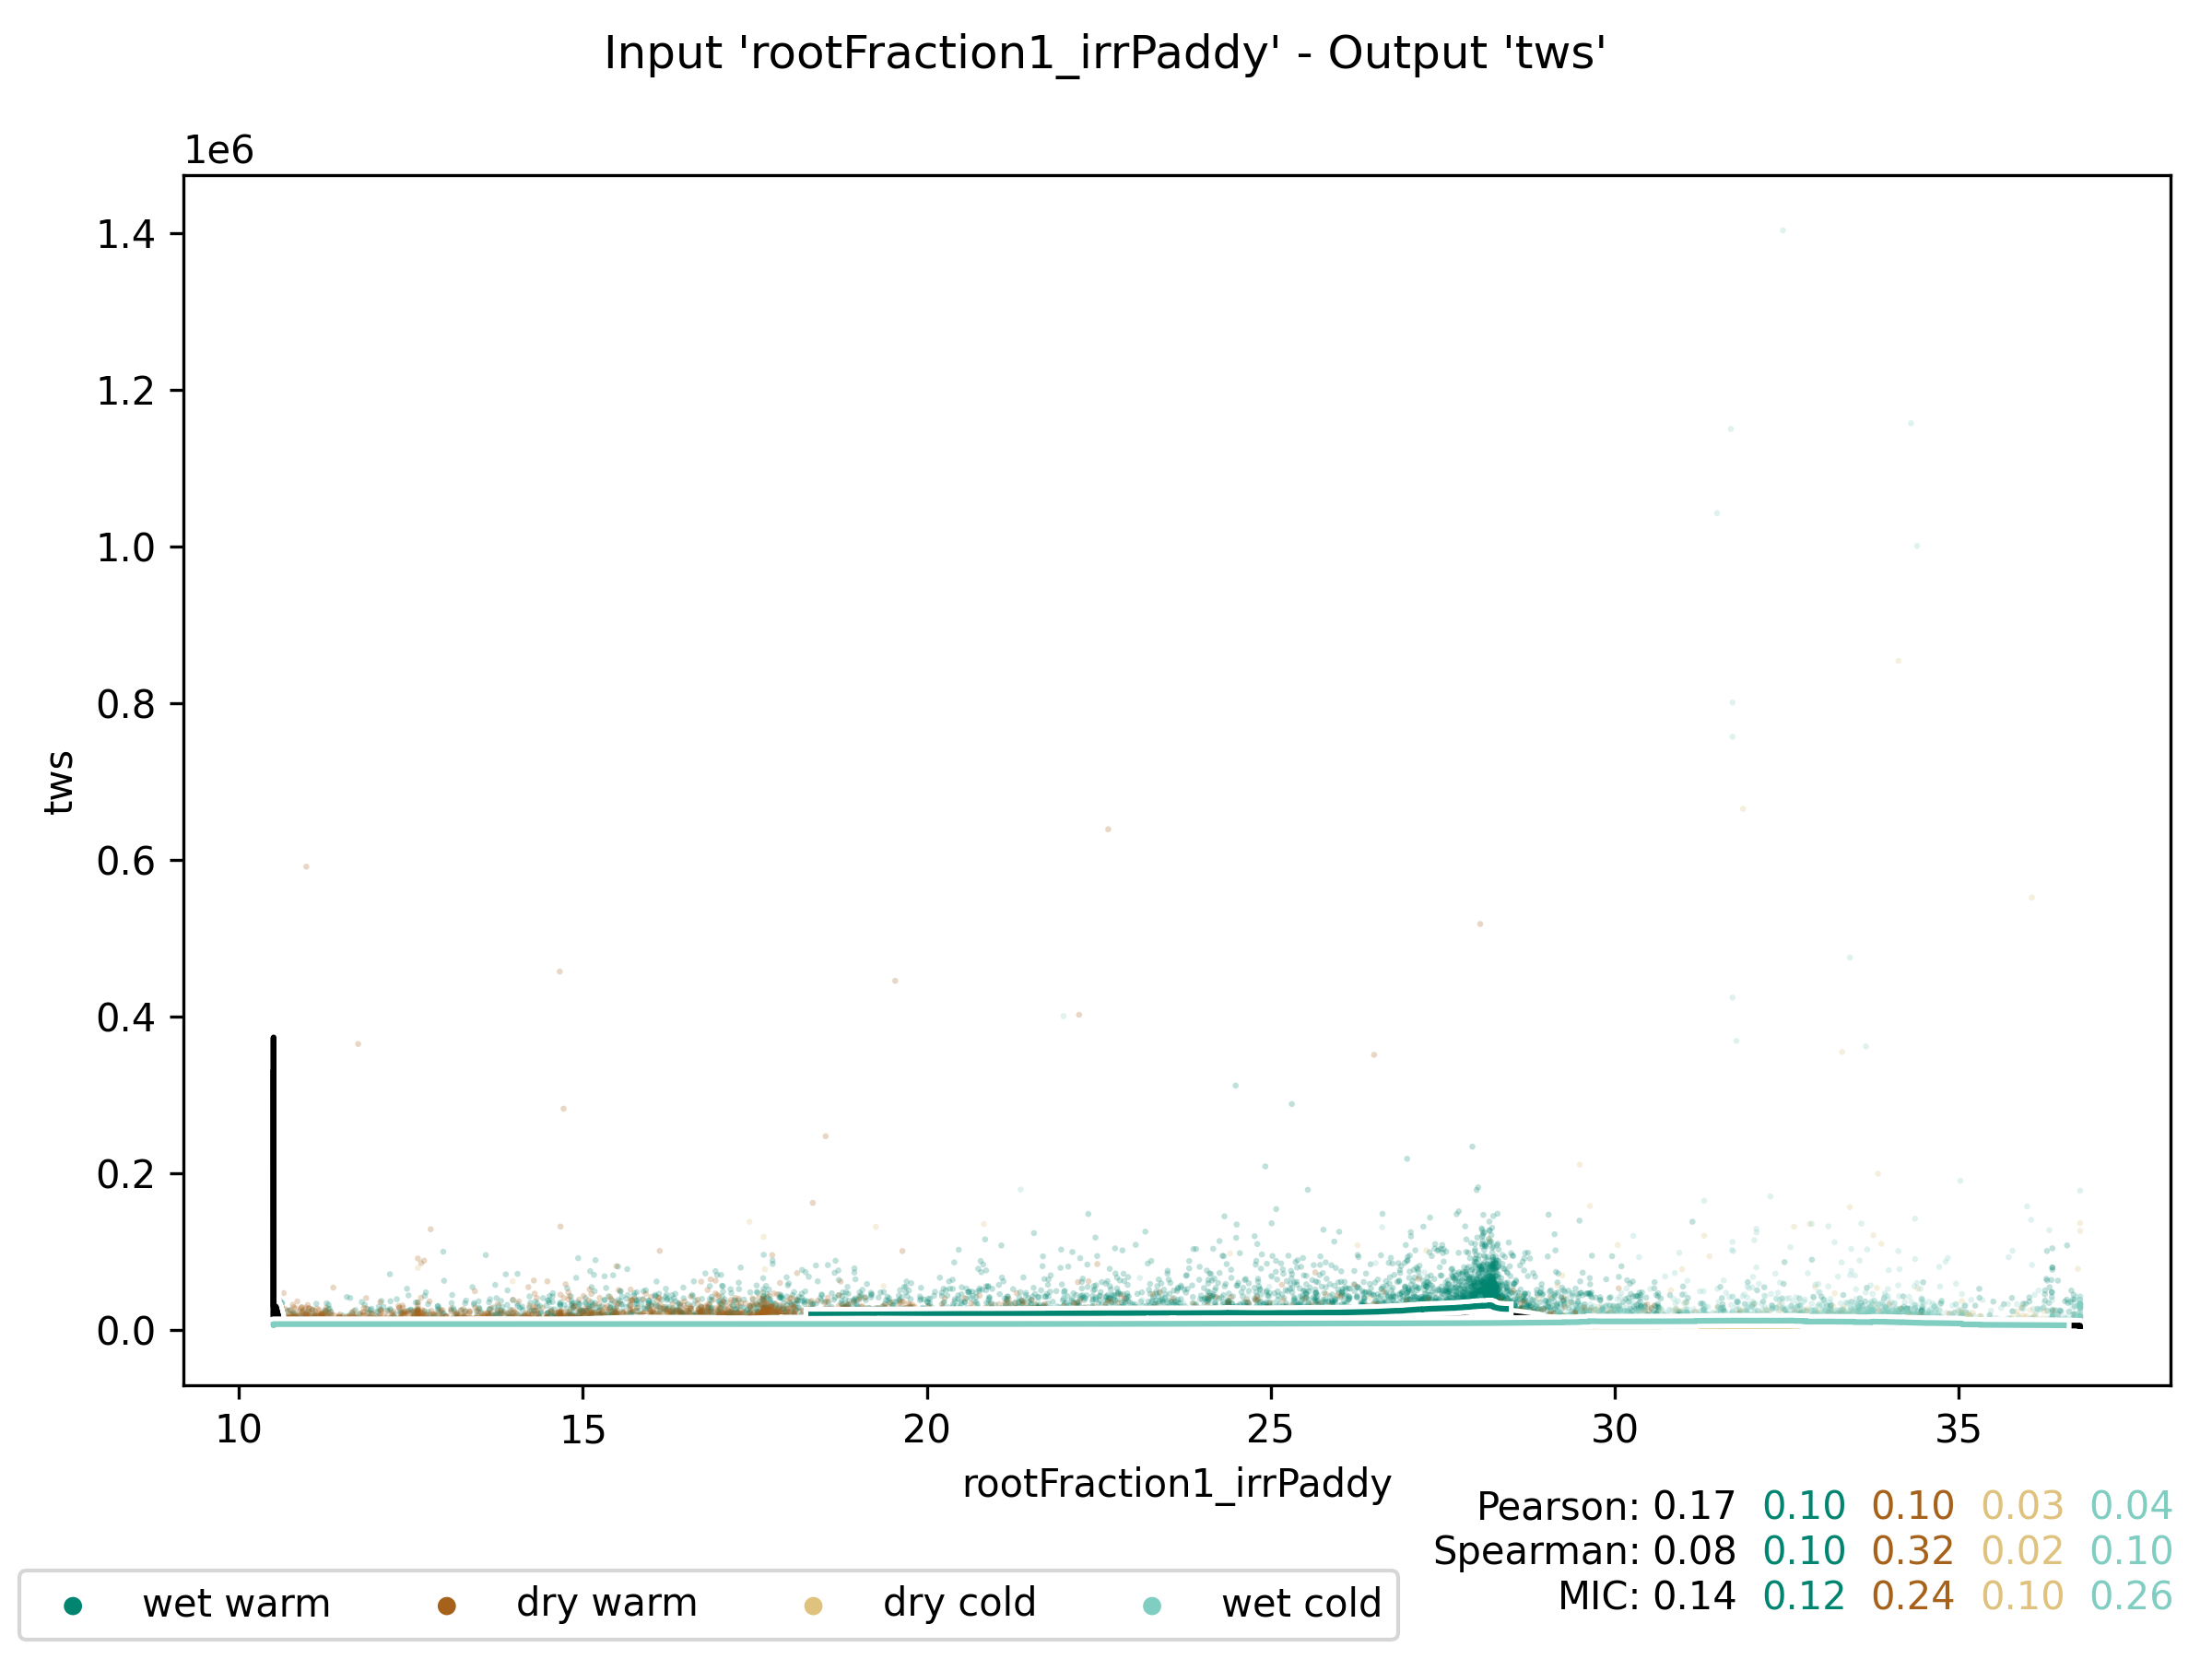 Input 'rootFraction1_irrPaddy' - Output 'tws'
1e6
1.4
1.2
1.0
0.8
0.6
0.4
0.2
0.0
tws
10 15 20 25 30 35
rootFraction1_irrPaddy
Pearson: 0.17 0.10 0.10 0.03 0.04
Spearman: 0.08 0.10 0.32 0.02 0.10
MIC: 0.14 0.12 0.24 0.10 0.26
wet warm dry warm dry cold wet cold